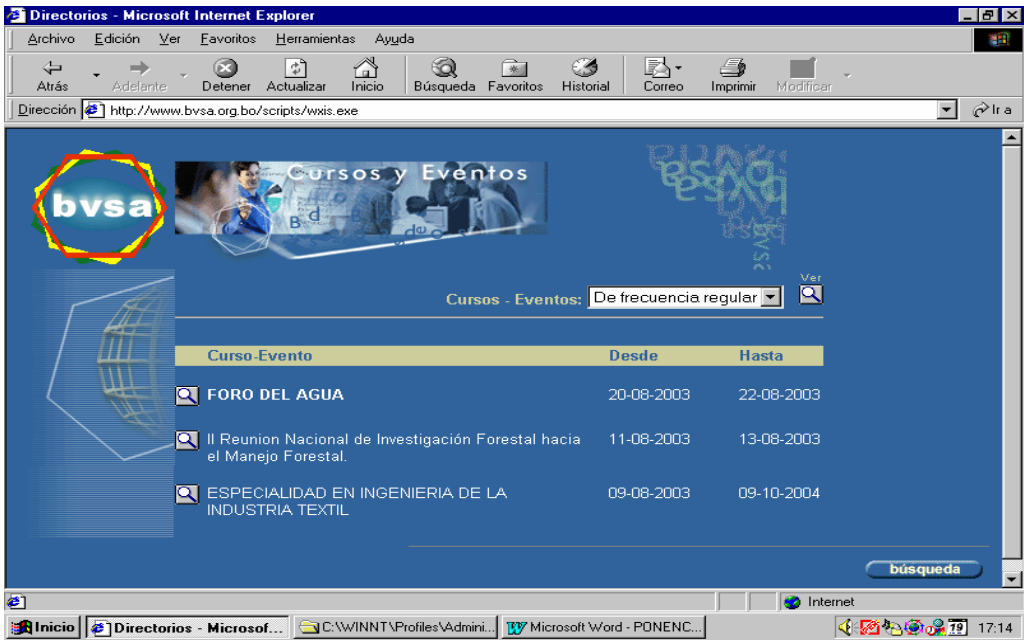 Directorios - Microsoft Internet Explorer
Archivo Edición Ver Favoritos Herramientas Ayuda
Atrás Adelante Detener Actualizar Inicio Búsqueda Favoritos Historial Correo Imprimir Modificar
Dirección http://www.bvsa.org.bo/scripts/wxis.exe Ir a
bvsa
Cursos y Eventos
Ver
Cursos - Eventos: De frecuencia regular
Curso-Evento Desde Hasta
FORO DEL AGUA 20-08-2003 22-08-2003
II Reunion Nacional de Investigación Forestal hacia 11-08-2003 13-08-2003
el Manejo Forestal.
ESPECIALIDAD EN INGENIERIA DE LA 09-08-2003 09-10-2004
INDUSTRIA TEXTIL
búsqueda
Internet
Inicio Directorios - Microsof... C:\WINNT\Profiles\Admini... Microsoft Word - PONENC... 19 17:14